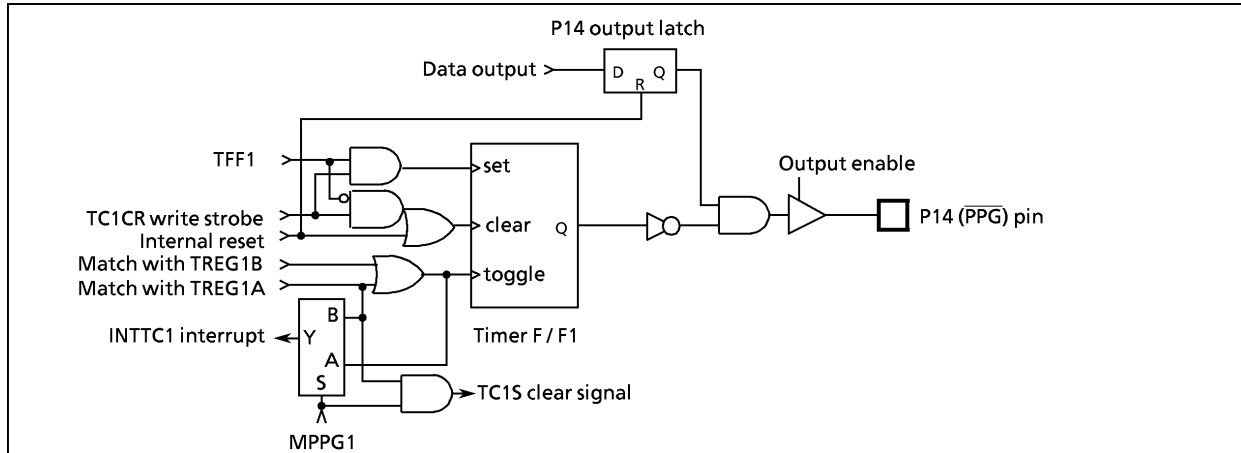 P14 output latch
Data output
D Q
R
TFF1
set
Output enable
TC1CR write strobe
clear
Q
P14 (P̅P̅G̅) pin
Internal reset
Match with TREG1B
toggle
Match with TREG1A
B
INTTC1 interrupt
Y
Timer F / F1
A
S
TC1S clear signal
MPPG1